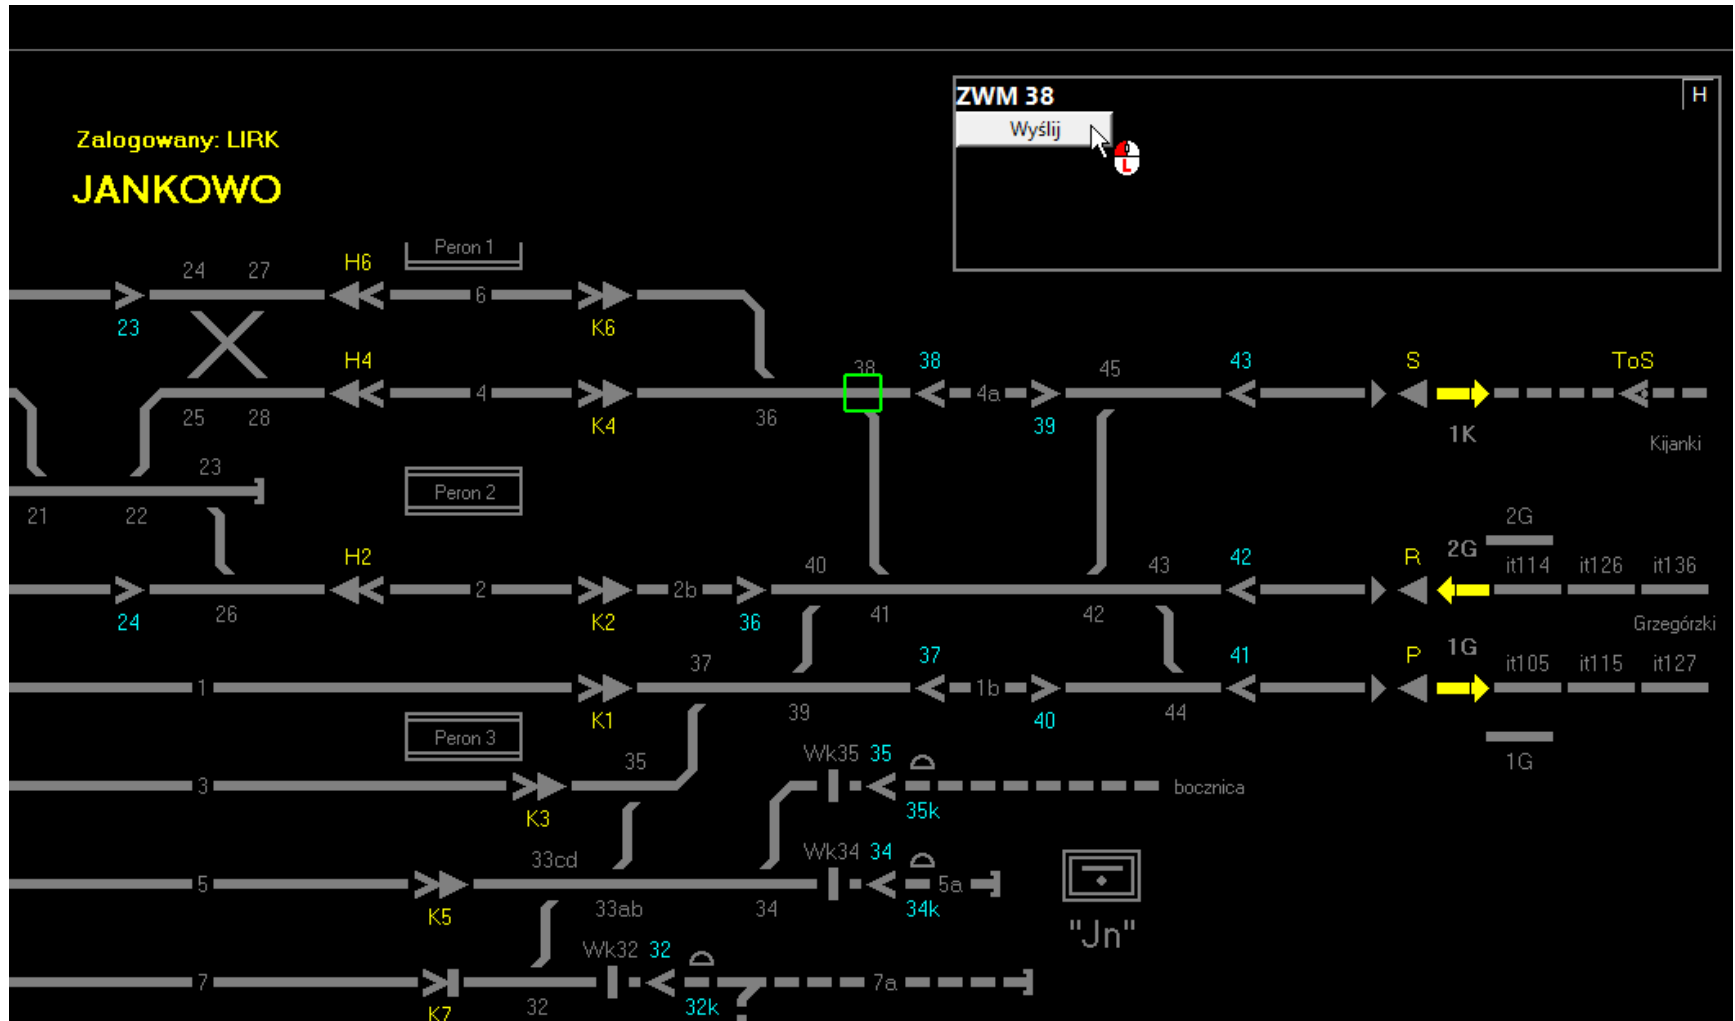 ZWM 38
H
Wyślij
L
Zalogowany: LIRK
JANKOWO
Peron 1
24 27 H6
6
23 K6
H4 38 38 45 43 S ToS
4 4a
25 28 K4 36 39 1K
Kijanki
23
Peron 2
21 22
2G
H2 40 43 42 R 2G it114 it126 it136
2 2b
24 26 K2 36 41 42
Grzegórzki
37 37 41 P 1G it105 it115 it127
1 1b
K1 39 40 44
Peron 3
35 Wk35 35 1G
3 bocznica
K3 35k
33cd Wk34 34
5 5a
K5 33ab 34 34k
"Jn"
Wk32 32
7 7a
K7 32 32k